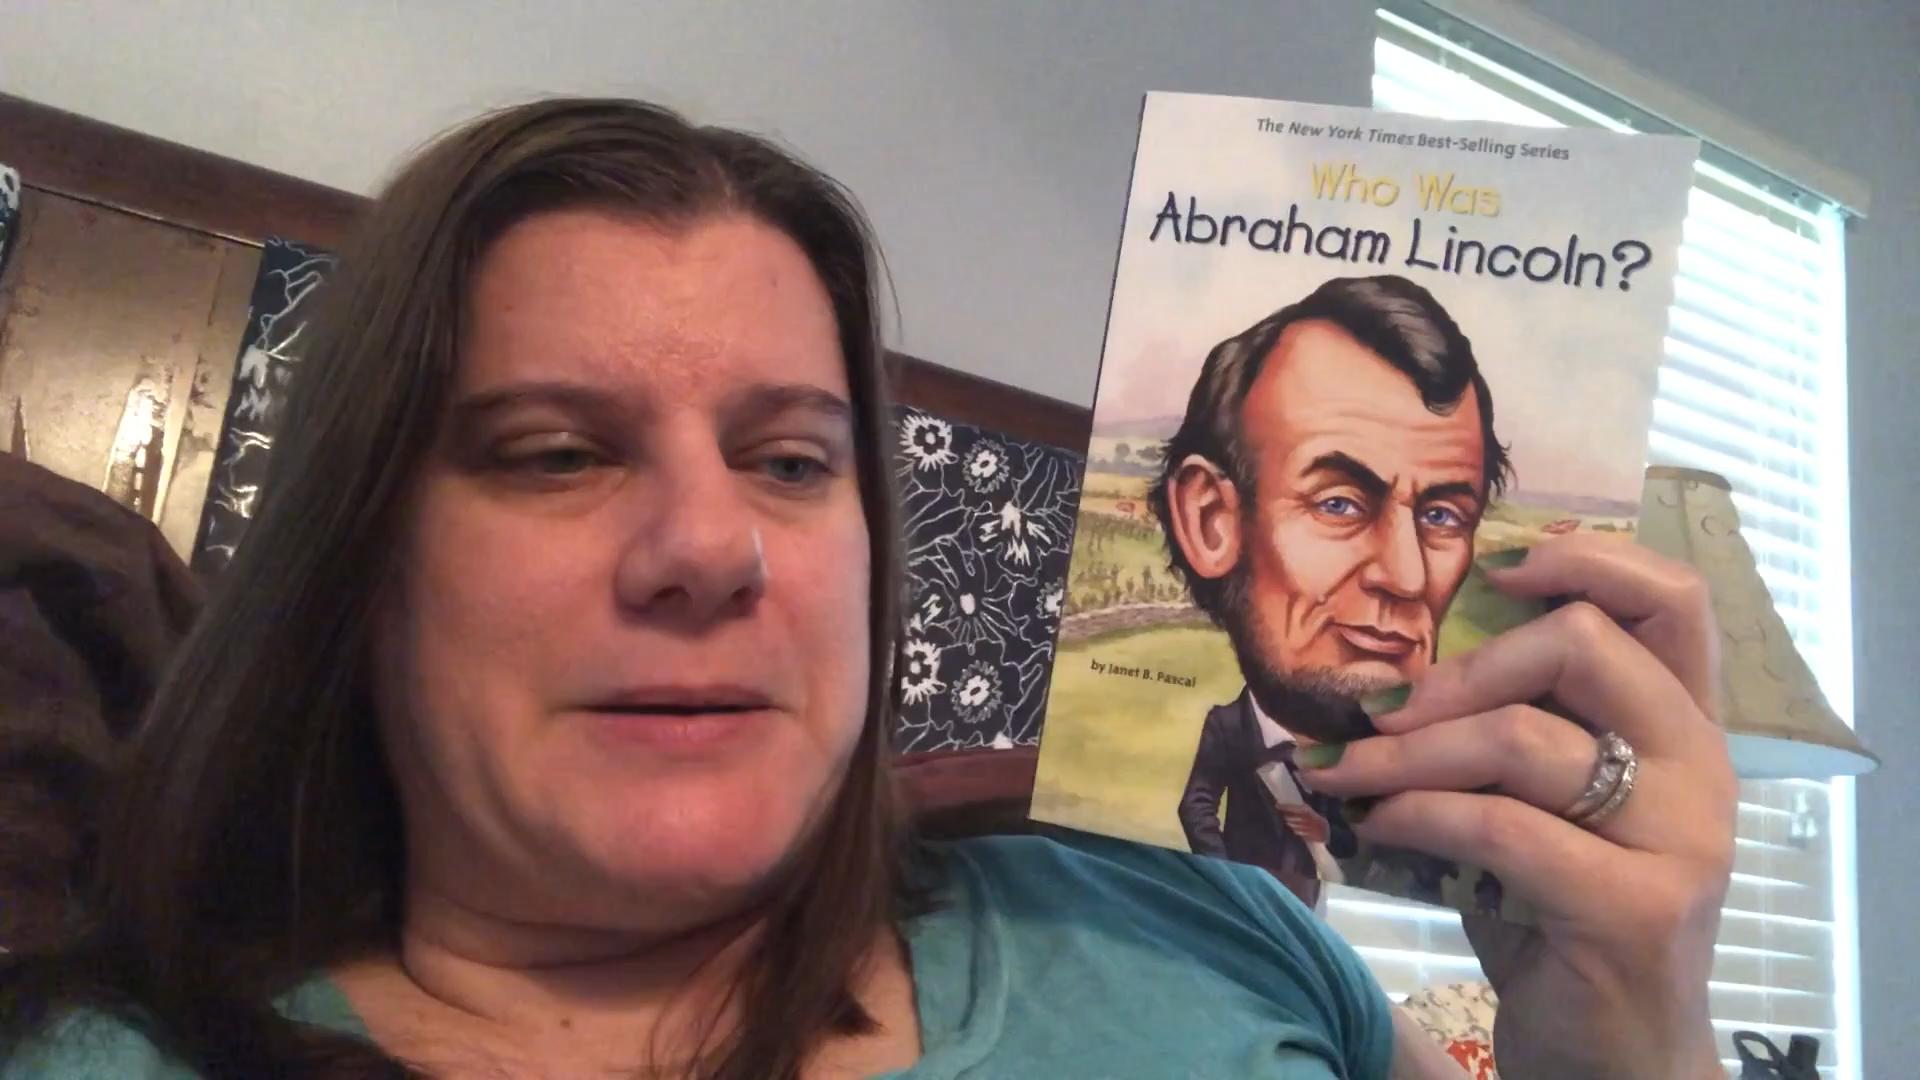 The New York Times Best-Selling Series
Who Was
Abraham Lincoln?
by Janet B. Pascal